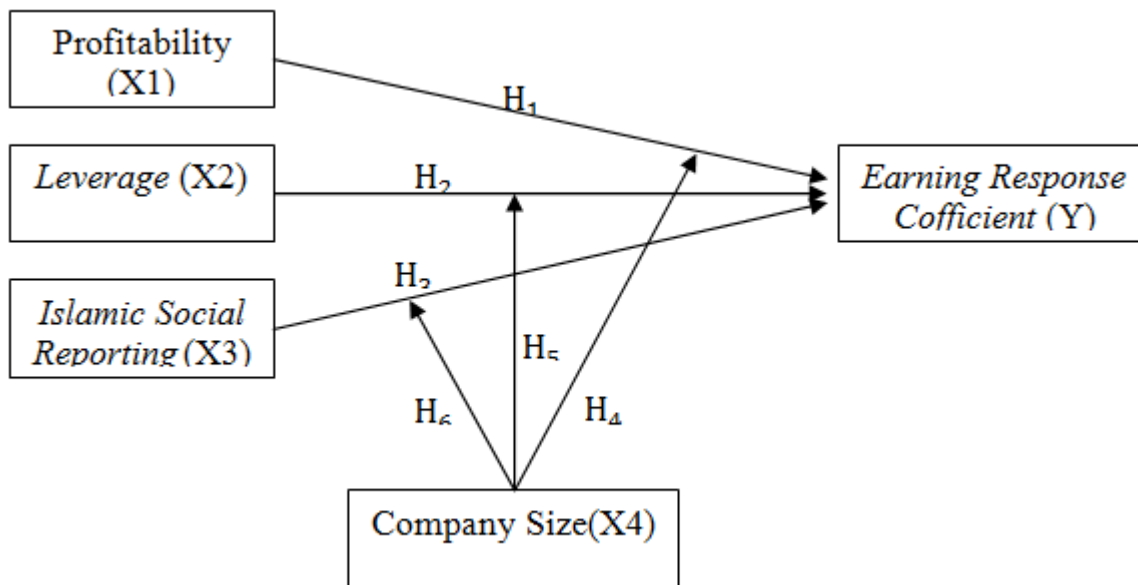 Profitability
(X1)
H₁
Leverage (X2)
H₂
Earning Response
Cofficient (Y)
H₃
Islamic Social
Reporting (X3)
H₅
H₆
H₄
Company Size(X4)